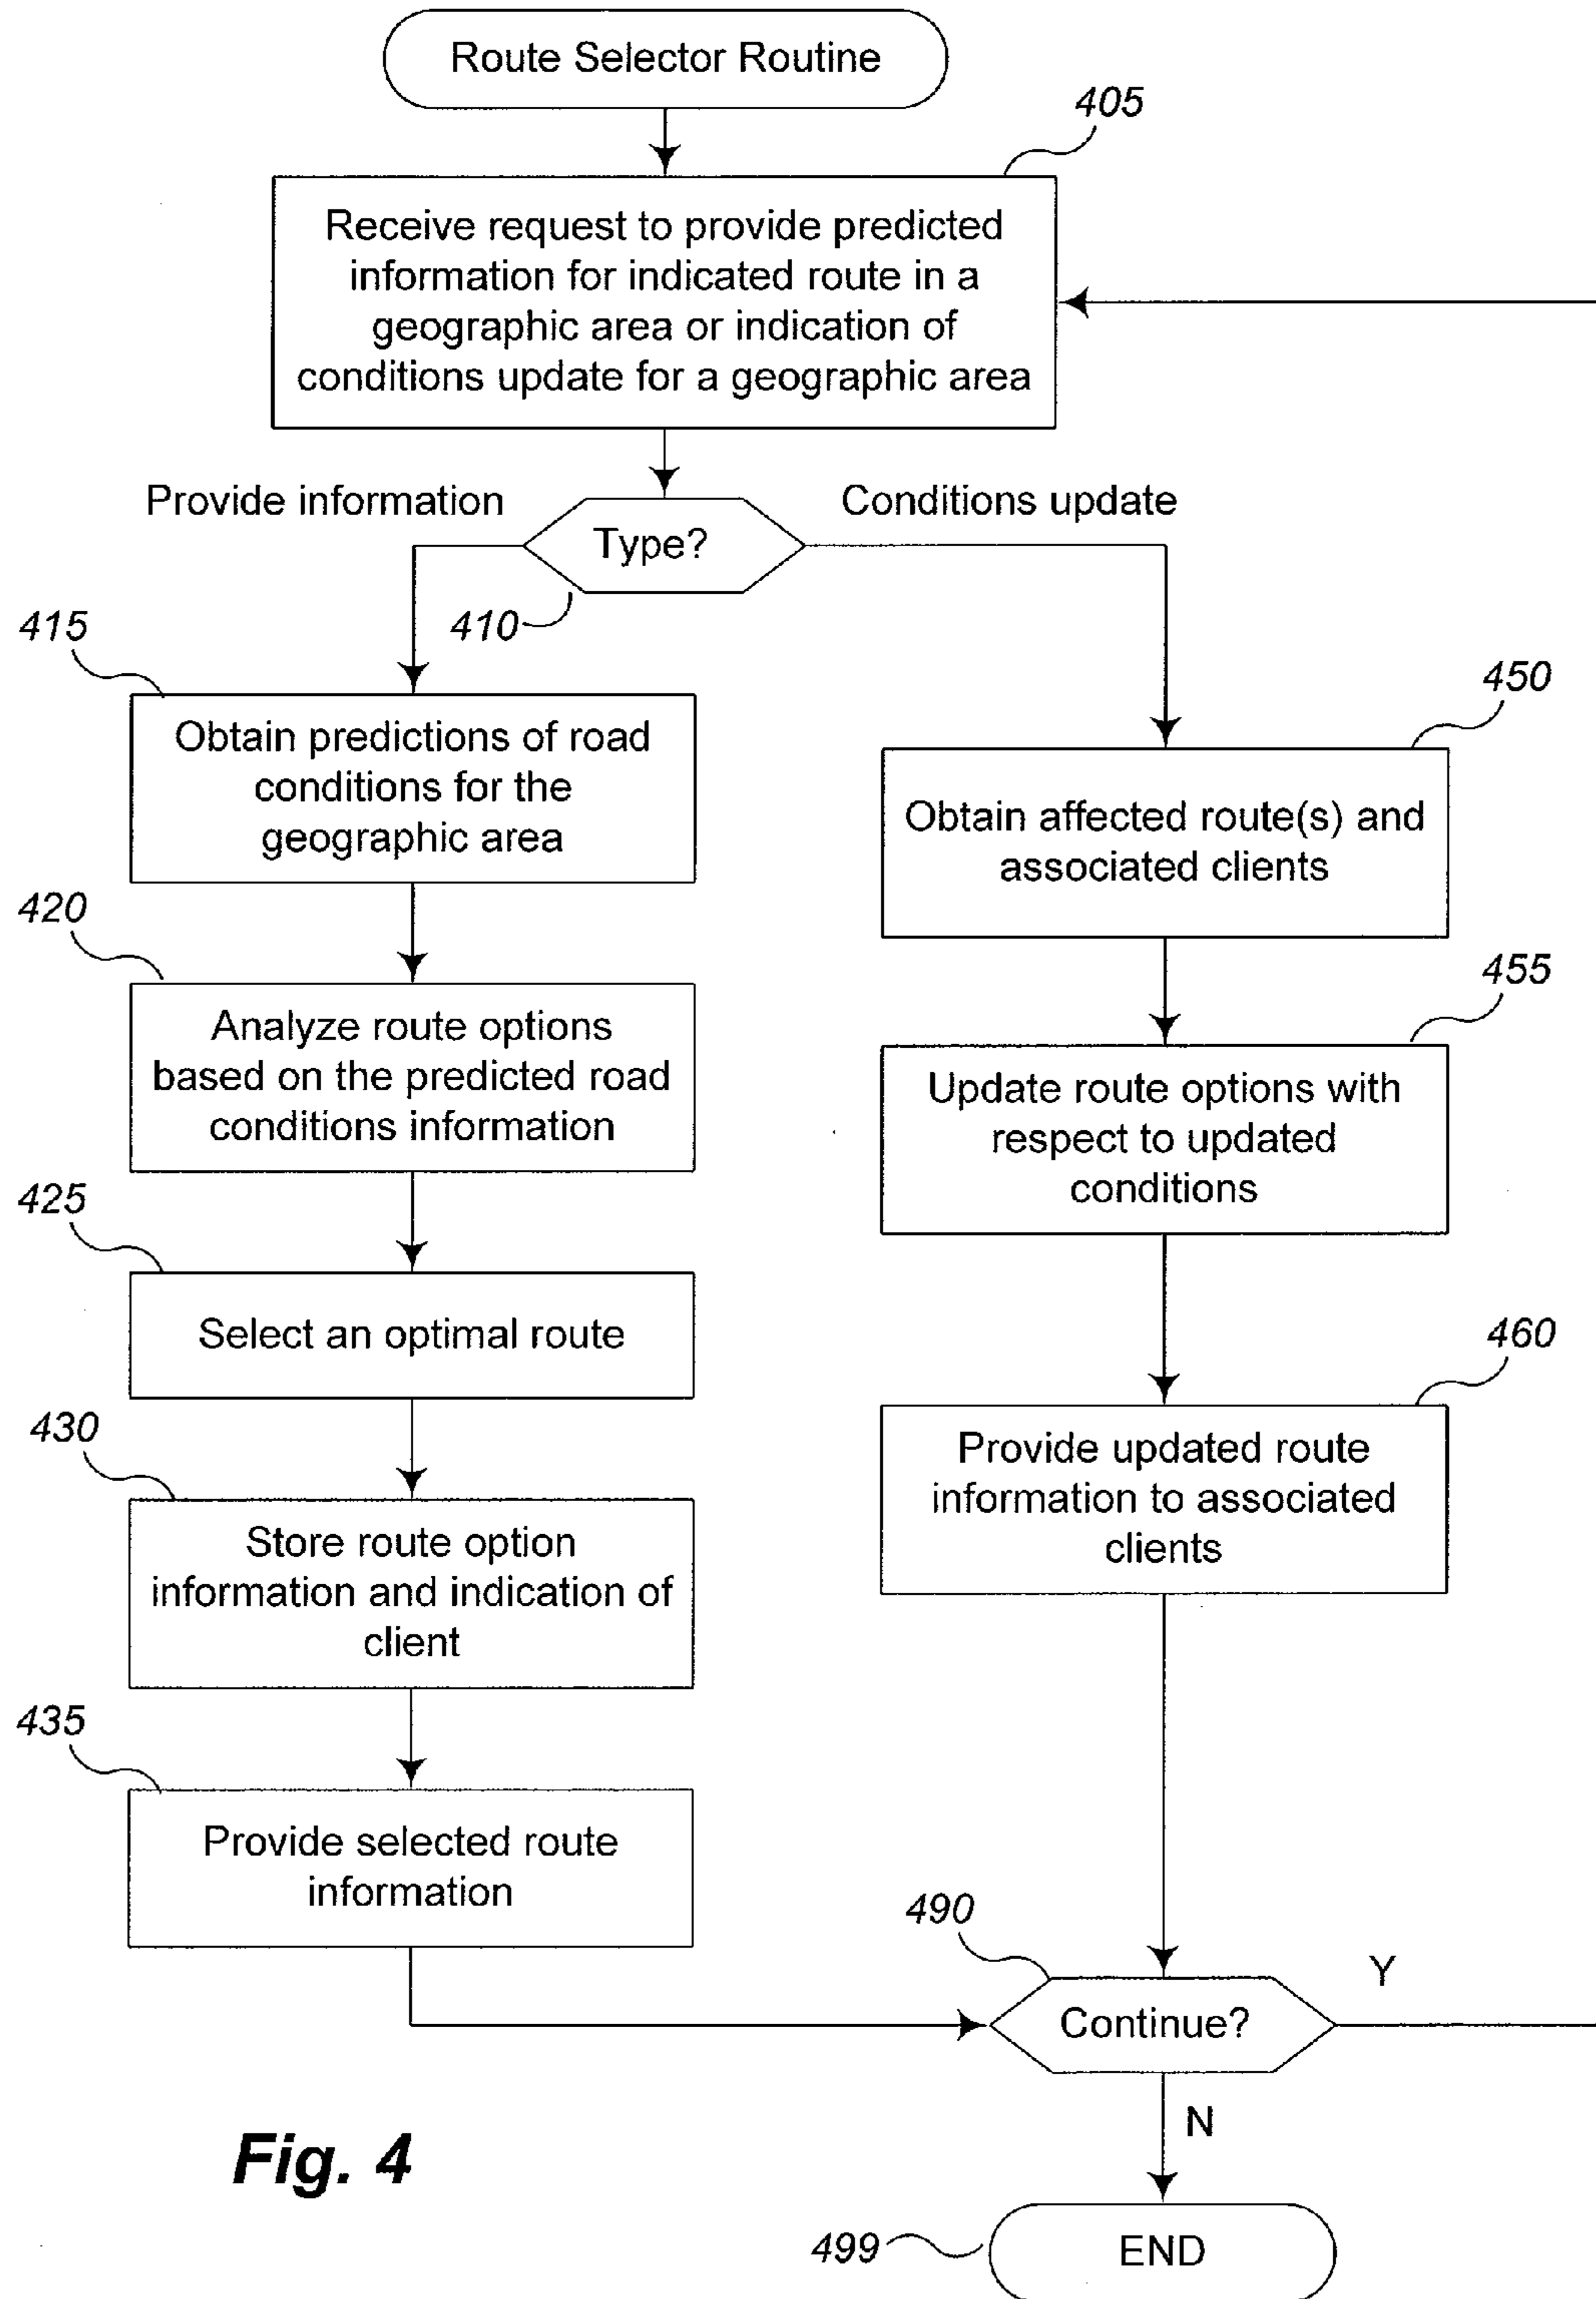 Route Selector Routine
405
Receive request to provide predicted
information for indicated route in a
geographic area or indication of
conditions update for a geographic area
Provide information
Type?
Conditions update
410
415
Obtain predictions of road
conditions for the
geographic area
420
Analyze route options
based on the predicted road
conditions information
425
Select an optimal route
430
Store route option
information and indication of
client
435
Provide selected route
information
450
Obtain affected route(s) and
associated clients
455
Update route options with
respect to updated
conditions
460
Provide updated route
information to associated
clients
490
Continue?
Y
N
499
END
Fig. 4